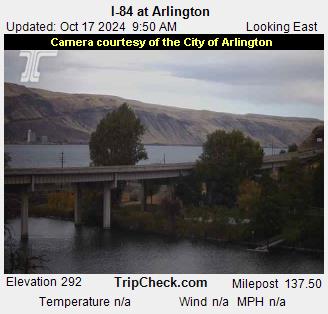 I-84 at Arlington
Updated: Oct 17 2024 9:50 AM Looking East
Camera courtesy of the City of Arlington
Elevation 292 TripCheck.com Milepost 137.50
Temperature n/a Wind n/a MPH n/a